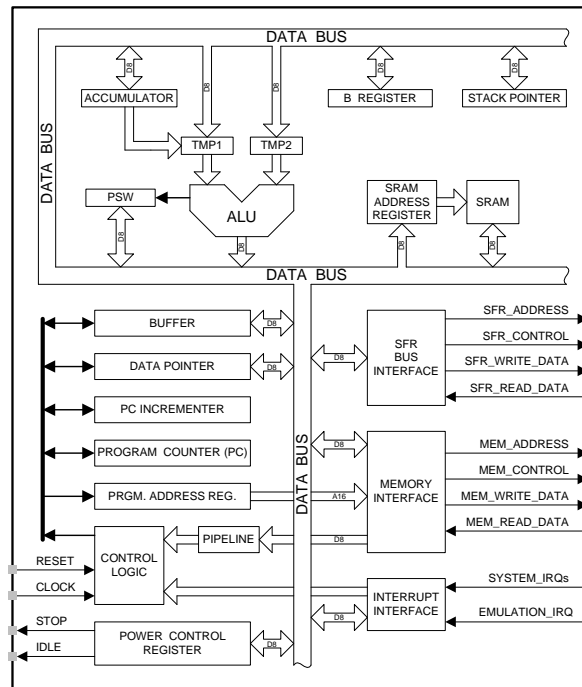 DATA BUS
D8
D8
D8
D8
D8
ACCUMULATOR
B REGISTER
STACK POINTER
DATA BUS
TMP1
TMP2
PSW
ALU
SRAM
ADDRESS
REGISTER
SRAM
D8
D8
D8
D8
DATA BUS
BUFFER
D8
DATA POINTER
D8
PC INCREMENTER
PROGRAM COUNTER (PC)
PRGM. ADDRESS REG.
A16
CONTROL
LOGIC
PIPELINE
D8
POWER CONTROL
REGISTER
D8
DATA BUS
D8
SFR
BUS
INTERFACE
SFR_ADDRESS
SFR_CONTROL
SFR_WRITE_DATA
SFR_READ_DATA
D8
MEMORY
INTERFACE
MEM_ADDRESS
MEM_CONTROL
MEM_WRITE_DATA
MEM_READ_DATA
D8
INTERRUPT
INTERFACE
SYSTEM_IRQs
EMULATION_IRQ
RESET
CLOCK
STOP
IDLE